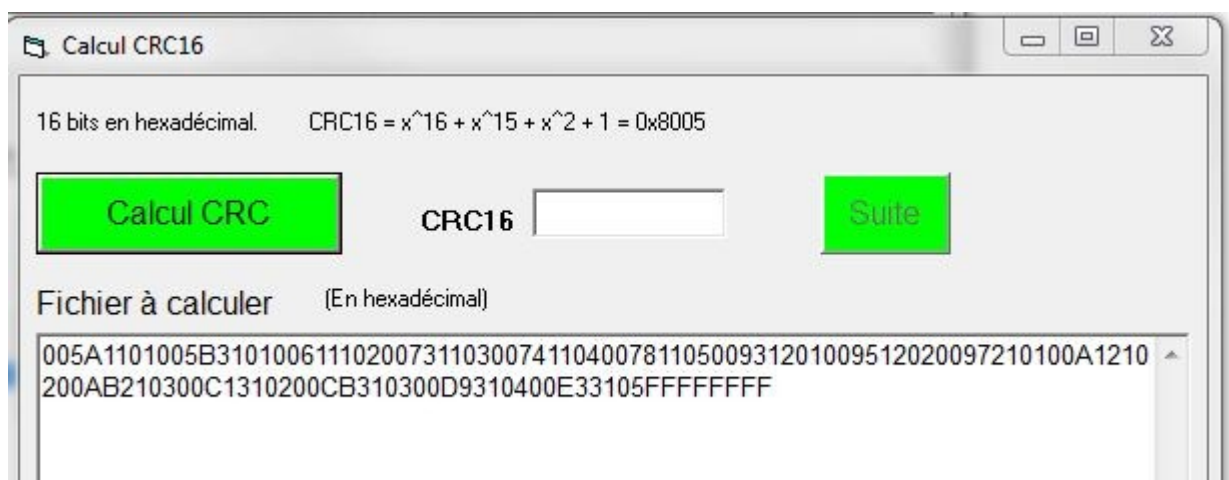 Calcul CRC16
16 bits en hexadécimal. CRC16 = x^16 + x^15 + x^2 + 1 = 0x8005
Calcul CRC CRC16 Suite
Fichier à calculer (En hexadécimal)
005A1101005B31010061110200731103007411040078110500931201009512020097210100A1210
200AB210300C1310200CB310300D9310400E33105FFFFFFFF